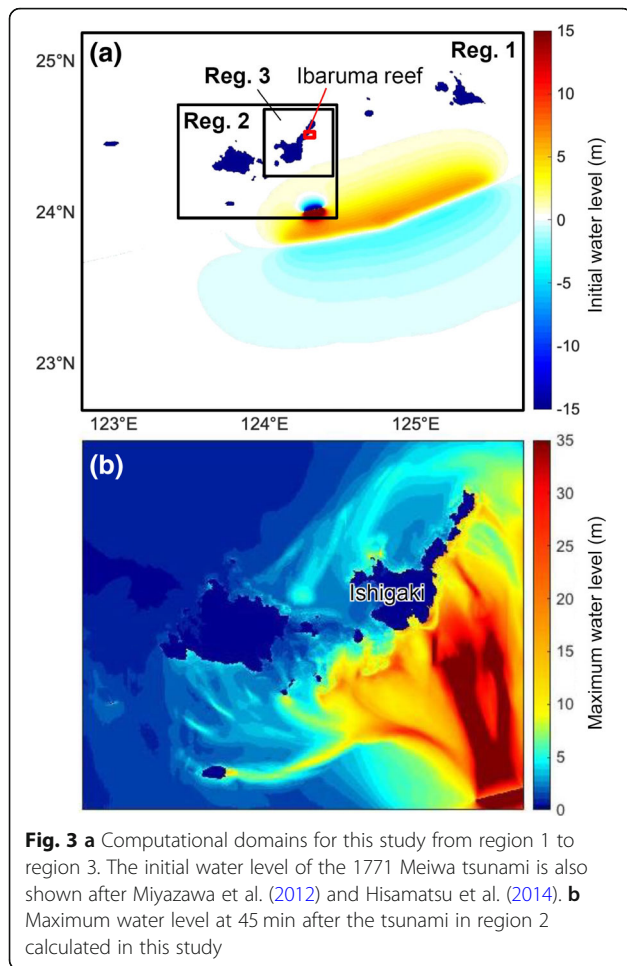 (a)
Reg. 1
Reg. 3
Ibaruma reef
Reg. 2
25°N
24°N
23°N
123°E
124°E
125°E
15
10
5
0
-5
-10
-15
Initial water level (m)
(b)
Ishigaki
35
30
25
20
15
10
5
0
Maximum water level (m)
Fig. 3 a Computational domains for this study from region 1 to
region 3. The initial water level of the 1771 Meiwa tsunami is also
shown after Miyazawa et al. (2012) and Hisamatsu et al. (2014). b
Maximum water level at 45 min after the tsunami in region 2
calculated in this study